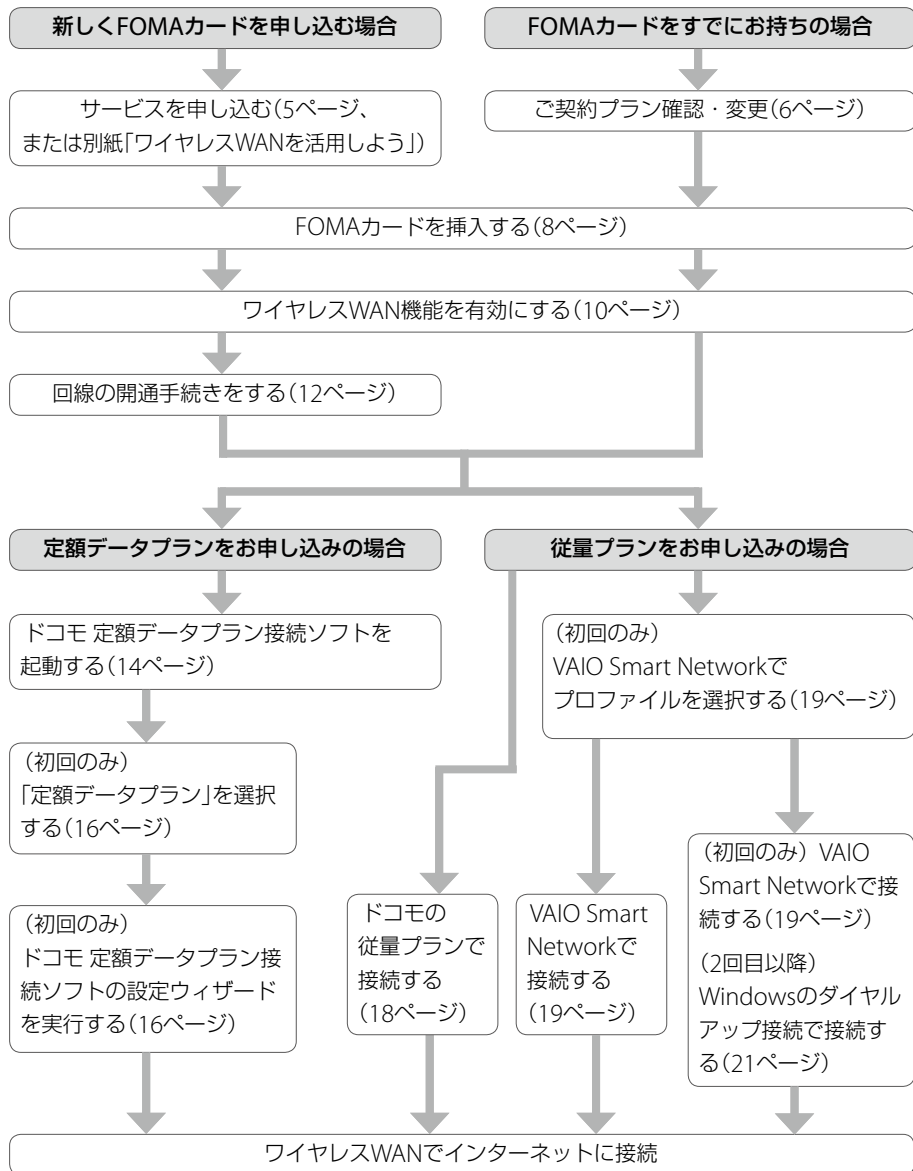 新しくFOMAカードを申し込む場合
FOMAカードをすでにお持ちの場合
サービスを申し込む(5ページ、
または別紙｢ワイヤレスWANを活用しよう｣)
ご契約プラン確認・変更(6ページ)
FOMAカードを挿入する(8ページ)
ワイヤレスWAN機能を有効にする(10ページ)
回線の開通手続きをする(12ページ)
定額データプランをお申し込みの場合
従量プランをお申し込みの場合
ドコモ 定額データプラン接続ソフトを
起動する(14ページ)
(初回のみ)
｢定額データプラン｣を選択
する(16ページ)
(初回のみ)
ドコモ 定額データプラン接
続ソフトの設定ウィザード
を実行する(16ページ)
(初回のみ)
VAIO Smart Networkで
プロファイルを選択する(19ページ)
ドコモの
従量プランで
接続する
(18ページ)
VAIO Smart
Networkで
接続する
(19ページ)
(初回のみ) VAIO
Smart Networkで接
続する(19ページ)
(2回目以降)
Windowsのダイヤル
アップ接続で接続す
る(21ページ)
ワイヤレスWANでインターネットに接続